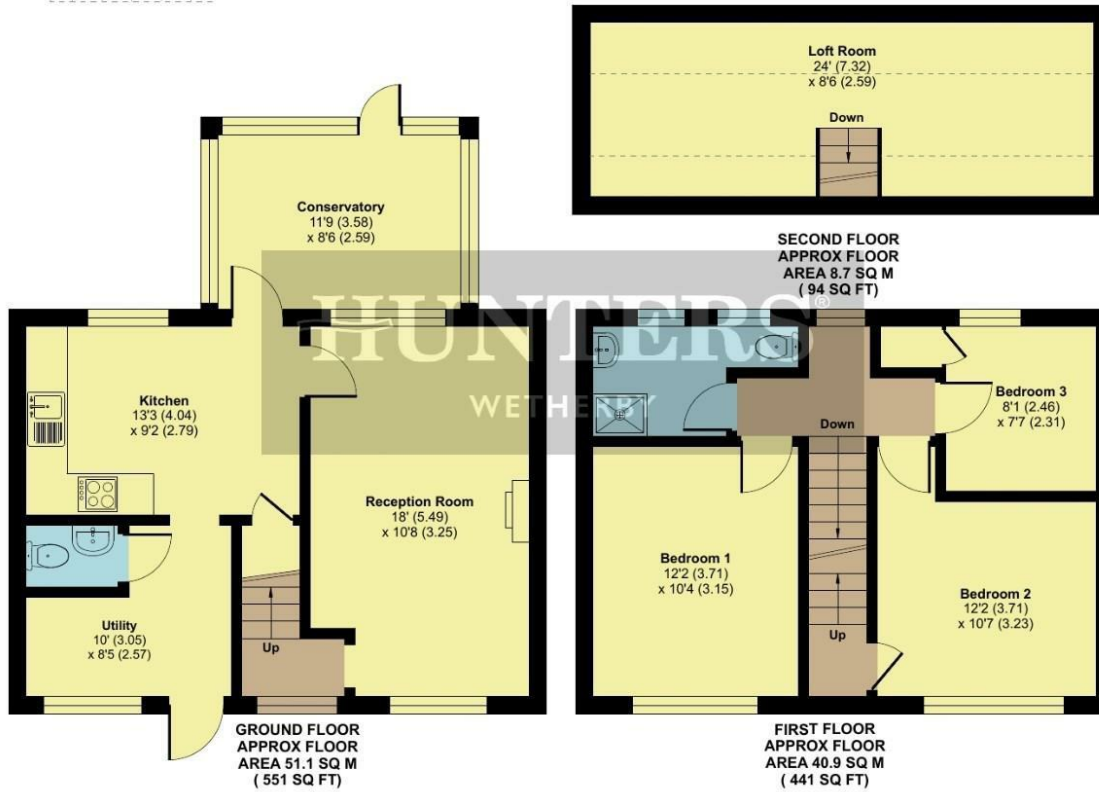 Loft Room
24' (7.32)
x 8'6 (2.59)
Down
SECOND FLOOR
APPROX FLOOR
AREA 8.7 SQ M
( 94 SQ FT)
Conservatory
11'9 (3.58)
x 8'6 (2.59)
HUNTERS®
WETHERBY
Kitchen
13'3 (4.04)
x 9'2 (2.79)
Reception Room
18' (5.49)
x 10'8 (3.25)
Utility
10' (3.05)
x 8'5 (2.57)
Up
GROUND FLOOR
APPROX FLOOR
AREA 51.1 SQ M
( 551 SQ FT)
Bedroom 3
8'1 (2.46)
x 7'7 (2.31)
Down
Bedroom 1
12'2 (3.71)
x 10'4 (3.15)
Bedroom 2
12'2 (3.71)
x 10'7 (3.23)
Up
FIRST FLOOR
APPROX FLOOR
AREA 40.9 SQ M
( 441 SQ FT)